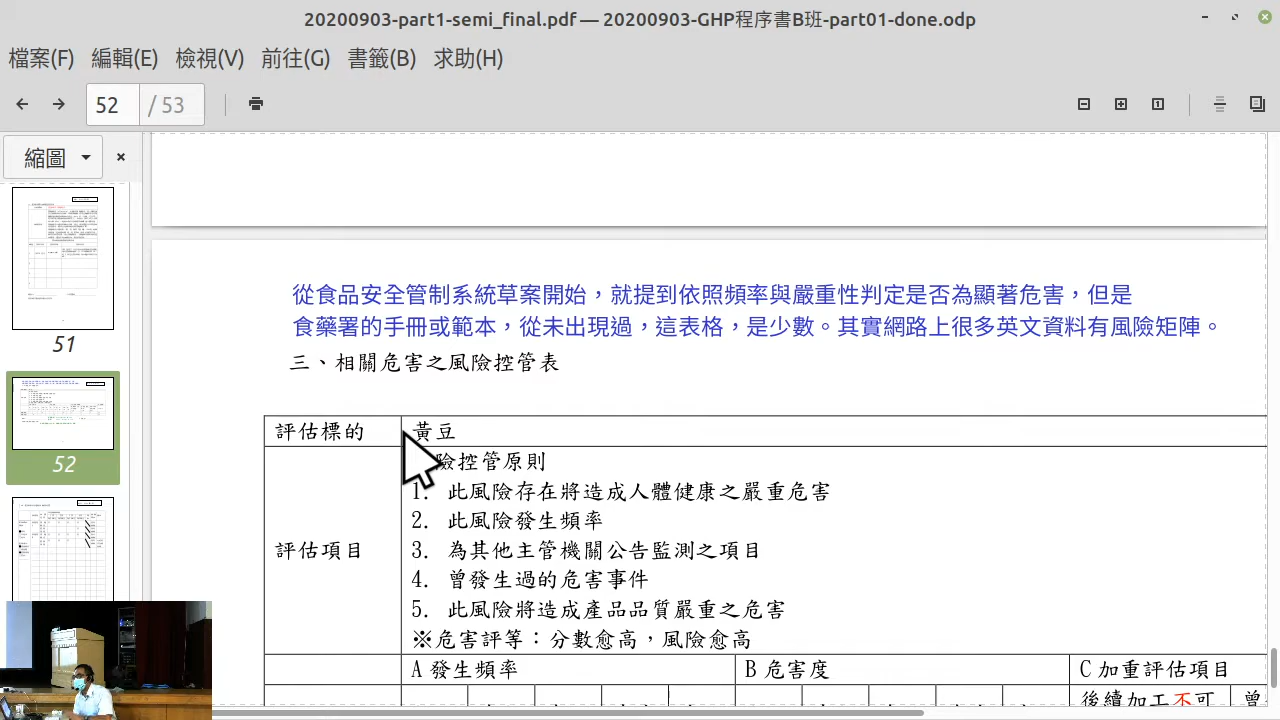 20200903-part1-semi_final.pdf — 20200903-GHP程序書B班-part01-done.odp
檔案(F) 編輯(E) 檢視(V) 前往(G) 書籤(B) 求助(H)
52 / 53
縮圖
51
52
從食品安全管制系統草案開始，就提到依照頻率與嚴重性判定是否為顯著危害，但是
食藥署的手冊或範本，從未出現過，這表格，是少數。其實網路上很多英文資料有風險矩陣。
三、相關危害之風險控管表
評估標的 黃豆
險控管原則
1. 此風險存在將造成人體健康之嚴重危害
2. 此風險發生頻率
評估項目 3. 為其他主管機關公告監測之項目
4. 曾發生過的危害事件
5. 此風險將造成產品品質嚴重之危害
※危害評等：分數愈高，風險愈高
A 發生頻率 B 危害度 C 加重評估項目
後續加工不可 曾